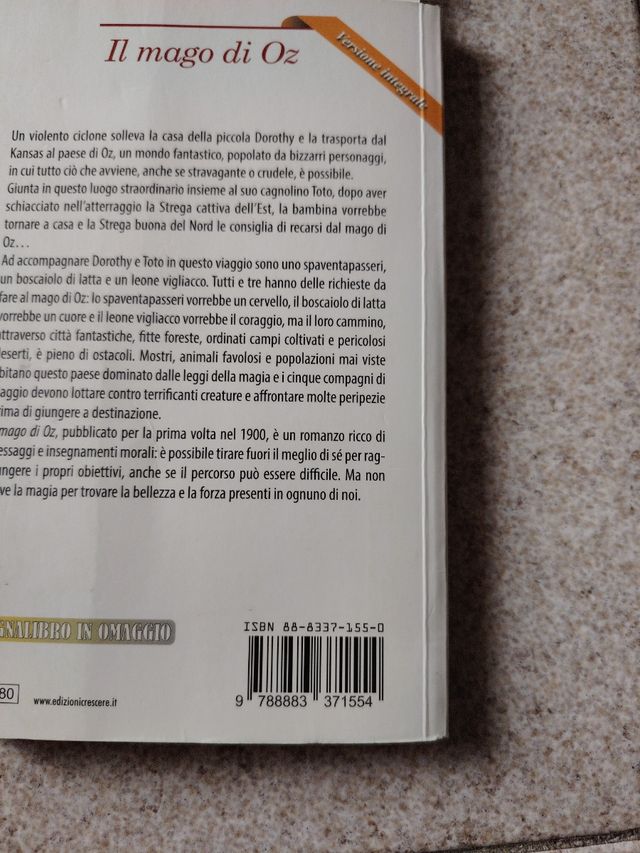 Il mago di Oz
Versione integrale
Un violento ciclone solleva la casa della piccola Dorothy e la trasporta dal
Kansas al paese di Oz, un mondo fantastico, popolato da bizzarri personaggi,
in cui tutto ciò che avviene, anche se stravagante o crudele, è possibile.
Giunta in questo luogo straordinario insieme al suo cagnolino Toto, dopo aver
schiacciato nell'atterraggio la Strega cattiva dell'Est, la bambina vorrebbe
tornare a casa e la Strega buona del Nord le consiglia di recarsi dal mago di
Oz...
Ad accompagnare Dorothy e Toto in questo viaggio sono uno spaventapasseri,
un boscaiolo di latta e un leone vigliacco. Tutti e tre hanno delle richieste da
fare al mago di Oz: lo spaventapasseri vorrebbe un cervello, il boscaiolo di latta
vorrebbe un cuore e il leone vigliacco vorrebbe il coraggio, ma il loro cammino,
attraverso città fantastiche, fitte foreste, ordinati campi coltivati e pericolosi
deserti, è pieno di ostacoli. Mostri, animali favolosi e popolazioni mai viste
bitano questo paese dominato dalle leggi della magia e i cinque compagni di
aggio devono lottare contro terrificanti creature e affrontare molte peripezie
ima di giungere a destinazione.
mago di Oz, pubblicato per la prima volta nel 1900, è un romanzo ricco di
essaggi e insegnamenti morali: è possibile tirare fuori il meglio di sé per rag-
ungere i propri obiettivi, anche se il percorso può essere difficile. Ma non
ve la magia per trovare la bellezza e la forza presenti in ognuno di noi.
GNALIBRO IN OMAGGIO
ISBN 88-8337-155-0
80
www.edizionicrescere.it
9 788883 371554